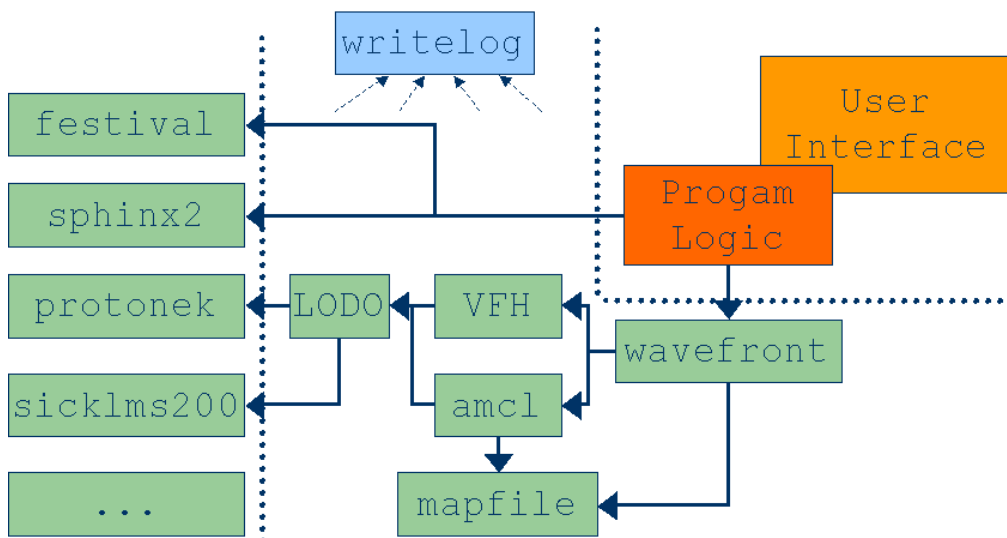 writelog
User
Interface
festival
Progam
Logic
sphinx2
protonek
LODO
VFH
wavefront
sicklms200
amcl
...
mapfile